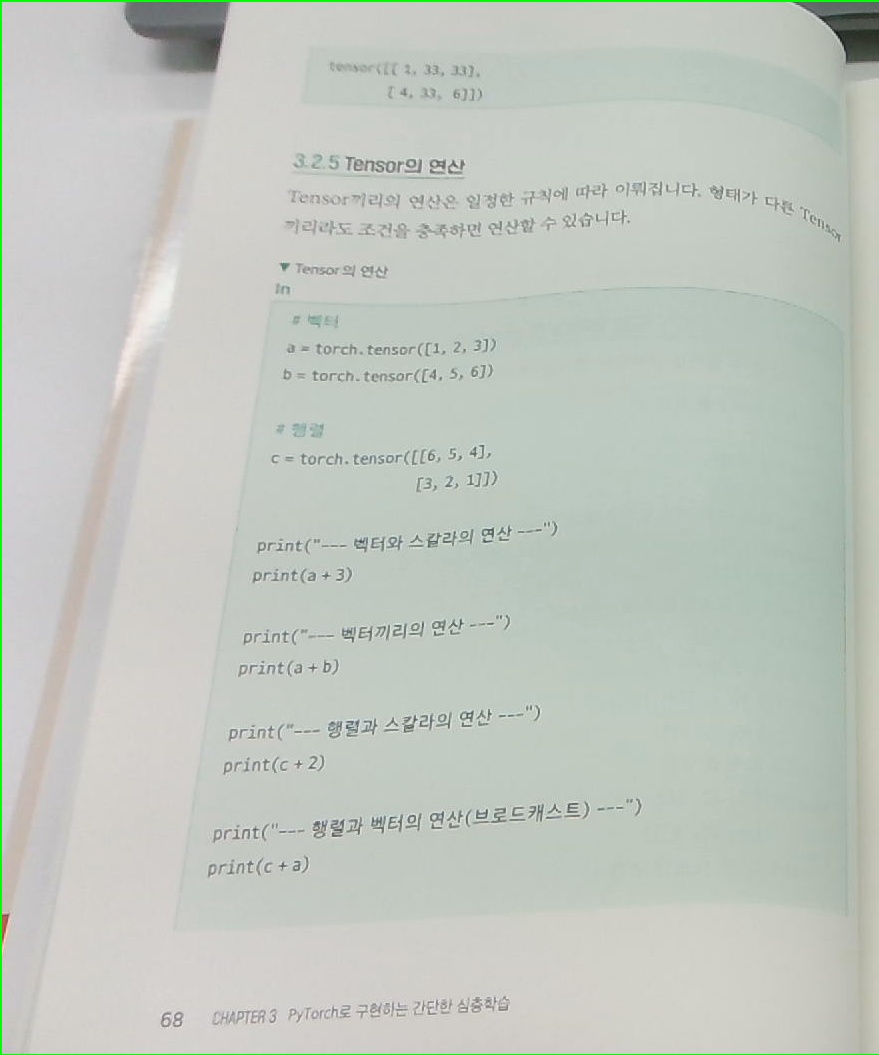 tensor([[ 1, 33, 33],
[ 4, 33, 6]])
3.2.5 Tensor의 연산
Tensor끼리의 연산은 일정한 규칙에 따라 이뤄집니다. 형태가 다른 Tensor
끼리라도 조건을 충족하면 연산할 수 있습니다.
▼ Tensor의 연산
In
# 벡터
a = torch.tensor([1, 2, 3])
b = torch.tensor([4, 5, 6])
# 행렬
c = torch.tensor([[6, 5, 4],
[3, 2, 1]])
print("--- 벡터와 스칼라의 연산 ---")
print(a + 3)
print("--- 벡터끼리의 연산 ---")
print(a + b)
print("--- 행렬과 스칼라의 연산 ---")
print(c + 2)
print("--- 행렬과 벡터의 연산(브로드캐스트) ---")
print(c + a)
68 CHAPTER 3 PyTorch로 구현하는 간단한 심층학습